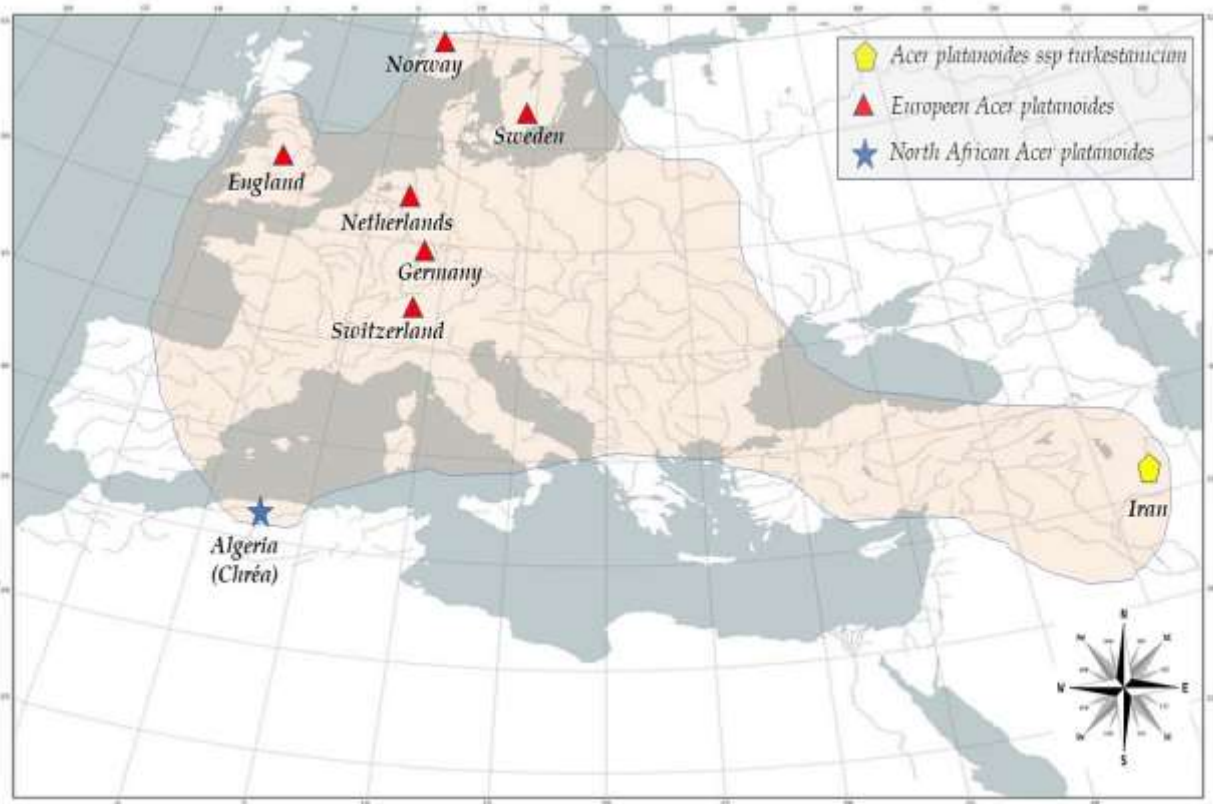 Norway
Sweden
England
Netherlands
Germany
Switzerland
Algeria
(Chréa)
Iran
Acer platanoides ssp turkestanicum
Europeen Acer platanoides
North African Acer platanoides
N
W
E
S